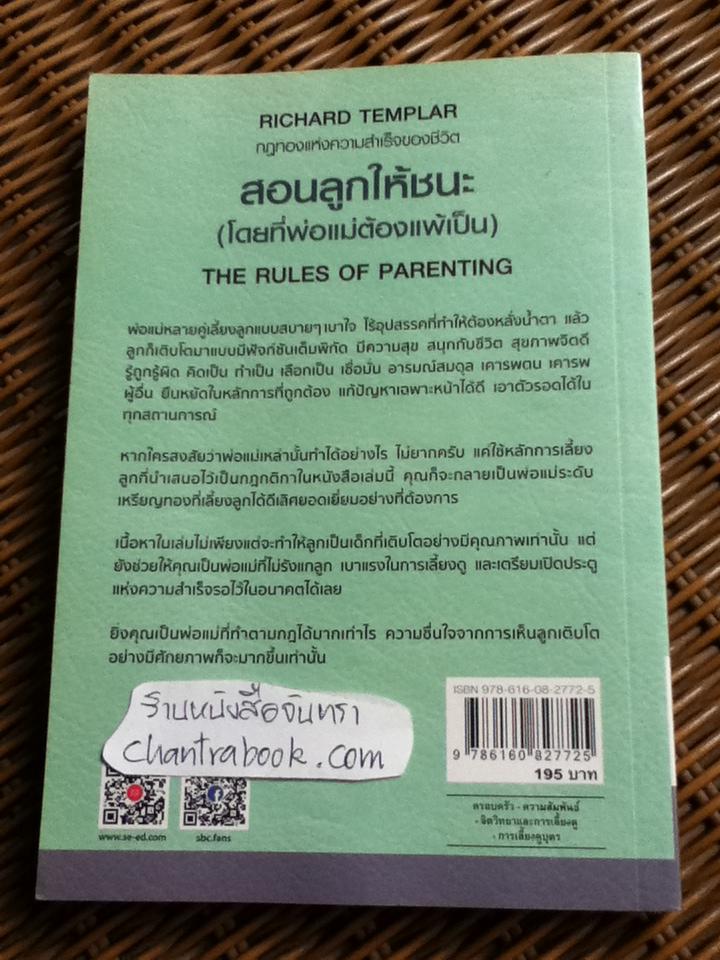 RICHARD TEMPLAR
กฎทองแห่งความสำเร็จของชีวิต
สอนลูกให้ชนะ
(โดยที่พ่อแม่ต้องแพ้เป็น)
THE RULES OF PARENTING
พ่อแม่หลายคู่เลี้ยงลูกแบบสบายๆ เบาใจ ไร้อุปสรรคที่ทำให้ต้องหลั่งน้ำตา แล้ว
ลูกก็เติบโตมาแบบมีฟังก์ชันเต็มพิกัด มีความสุข สนุกกับชีวิต สุขภาพจิตดี
รู้ถูกรู้ผิด คิดเป็น ทำเป็น เลือกเป็น เชื่อมั่น อารมณ์สมดุล เคารพตน เคารพ
ผู้อื่น ยืนหยัดในหลักการที่ถูกต้อง แก้ปัญหาเฉพาะหน้าได้ดี เอาตัวรอดได้ใน
ทุกสถานการณ์
หากใครสงสัยว่าพ่อแม่เหล่านั้นทำได้อย่างไร ไม่ยากครับ แค่ใช้หลักการเลี้ยง
ลูกที่นำเสนอไว้เป็นกฎกติกาในหนังสือเล่มนี้ คุณก็จะกลายเป็นพ่อแม่ระดับ
เหรียญทองที่เลี้ยงลูกได้ดีเลิศยอดเยี่ยมอย่างที่ต้องการ
เนื้อหาในเล่มไม่เพียงแต่จะทำให้ลูกเป็นเด็กที่เติบโตอย่างมีคุณภาพเท่านั้น แต่
ยังช่วยให้คุณเป็นพ่อแม่ที่ไม่รังแกลูก เบาแรงในการเลี้ยงดู และเตรียมเปิดประตู
แห่งความสำเร็จรอไว้ในอนาคตได้เลย
ยิ่งคุณเป็นพ่อแม่ที่ทำตามกฎได้มากเท่าไร ความชื่นใจจากการเห็นลูกเติบโต
อย่างมีศักยภาพก็จะมากขึ้นเท่านั้น
ร้านหนังสือจันทรา
chantrabook.com
www.se-ed.com
sbc.fans
ISBN 978-616-08-2772-5
9 786160 827725
195 บาท
ครอบครัว - ความสัมพันธ์
- จิตวิทยาและการเลี้ยงดู
- การเลี้ยงดูบุตร